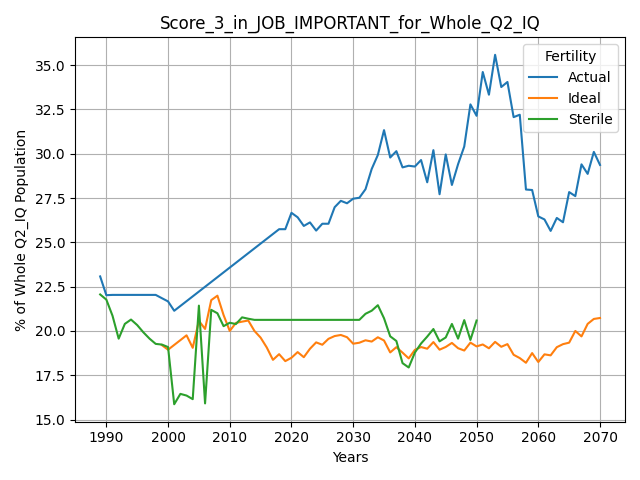 Score_3_in_JOB_IMPORTANT_for_Whole_Q2_IQ
Fertility
Actual
Ideal
Sterile
% of Whole Q2_IQ Population
35.0
32.5
30.0
27.5
25.0
22.5
20.0
17.5
15.0
1990
2000
2010
2020
2030
2040
2050
2060
2070
Years